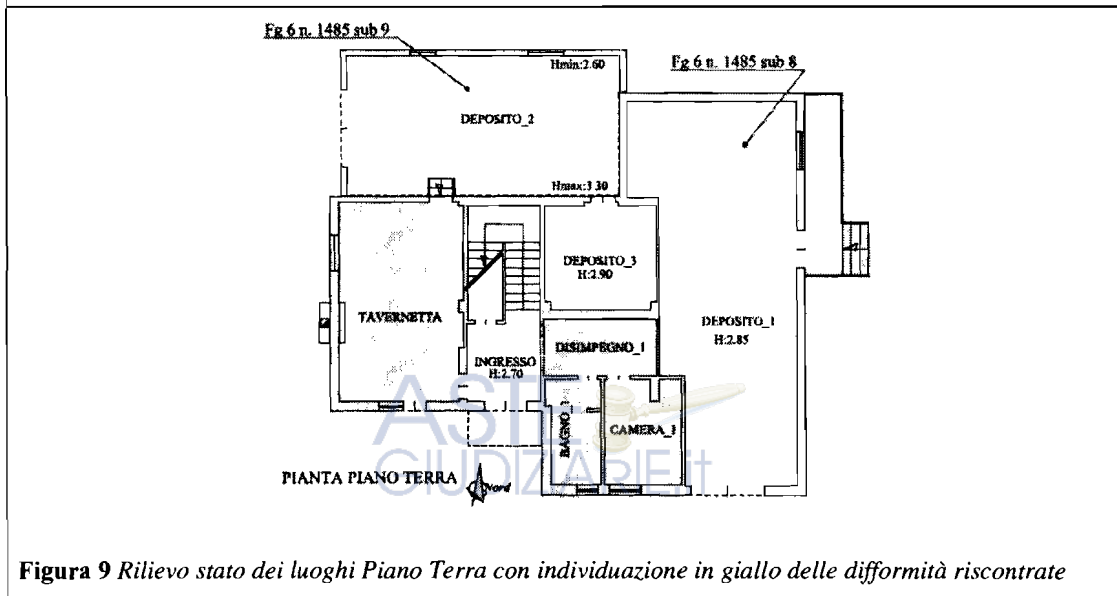 Fg 6 n. 1485 sub 9
Hmin:2.60
Fg 6 n. 1485 sub 8
DEPOSITO_2
Hmax:3.30
DEPOSITO_3
H:2.90
TAVERNETTA
DEPOSITO_1
H:2.85
DISIMPEGNO_1
INGRESSO
H:2.70
BAGNO_1
CAMERA_1
ASTE
GIUDIZIARIE.it
PIANTA PIANO TERRA
Nord
Figura 9 Rilievo stato dei luoghi Piano Terra con individuazione in giallo delle difformità riscontrate